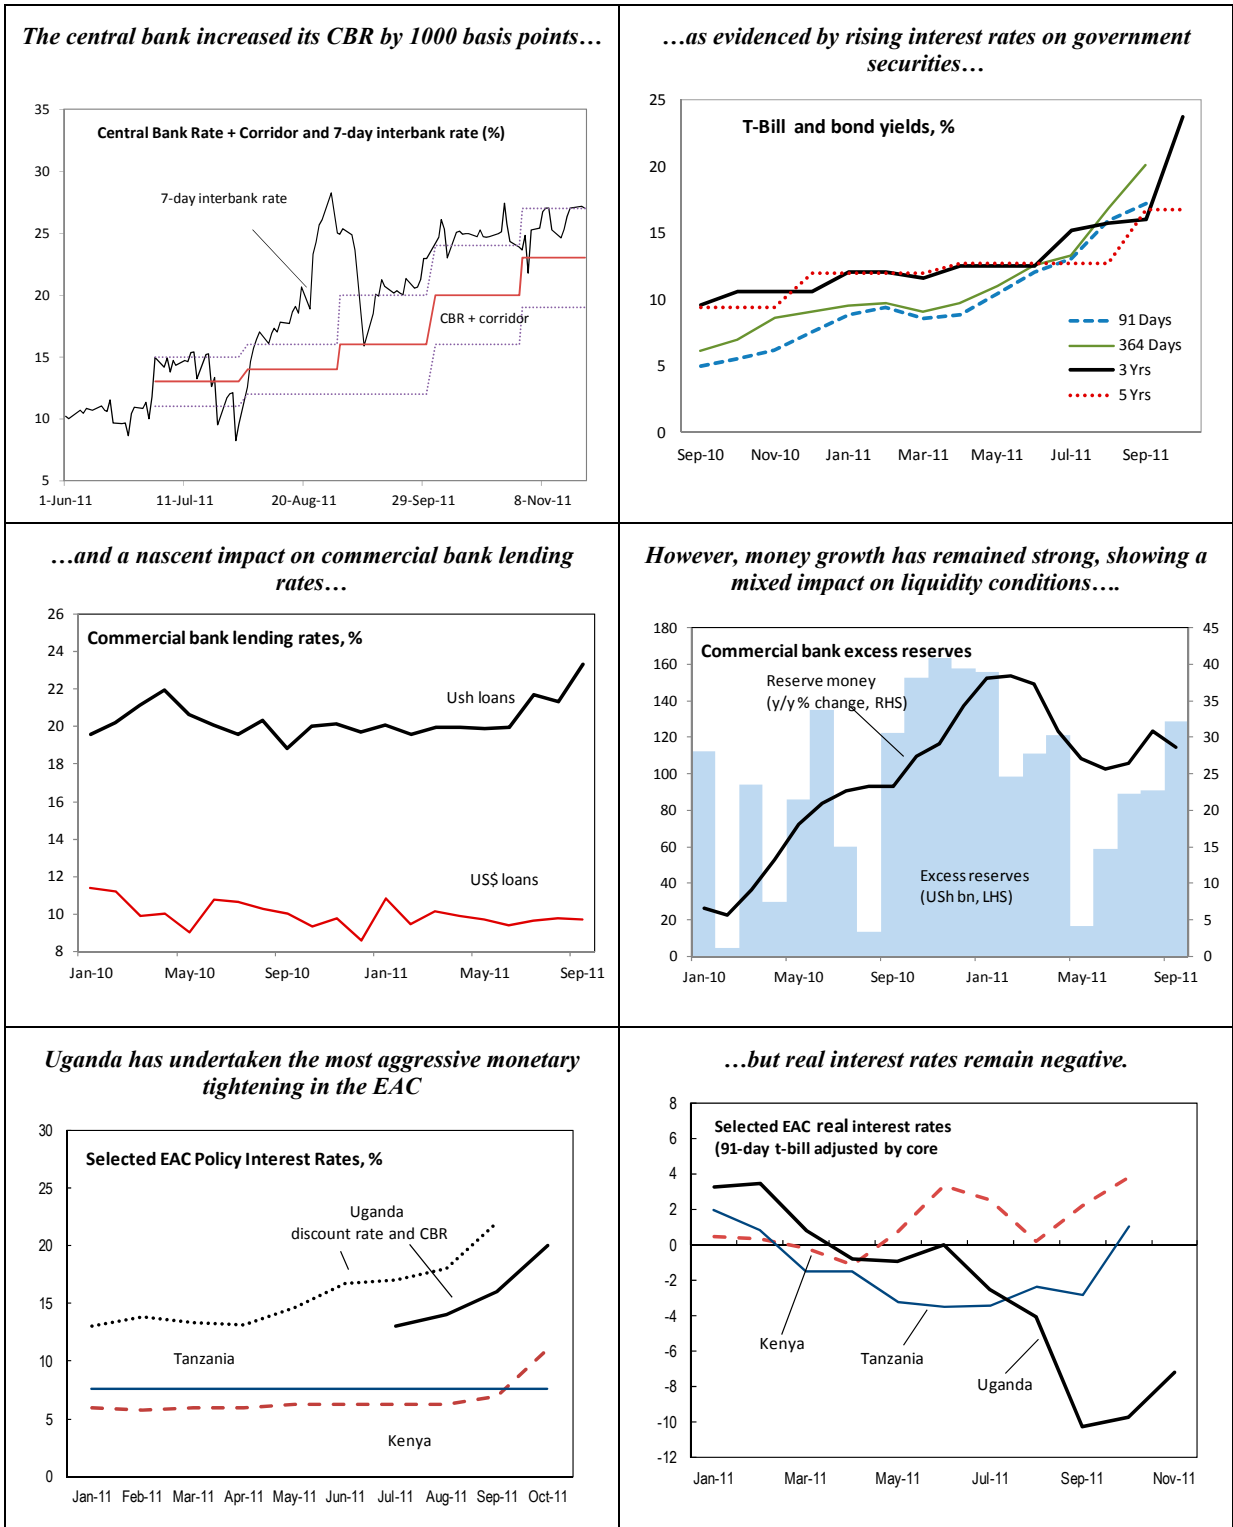 The central bank increased its CBR by 1000 basis points…
35
30
25
20
15
10
5
Central Bank Rate + Corridor and 7-day interbank rate (%)
7-day interbank rate
CBR + corridor
1-Jun-11 11-Jul-11 20-Aug-11 29-Sep-11 8-Nov-11
…as evidenced by rising interest rates on government
securities…
25
20
15
10
5
0
T-Bill and bond yields, %
91 Days
364 Days
3 Yrs
5 Yrs
Sep-10 Nov-10 Jan-11 Mar-11 May-11 Jul-11 Sep-11
…and a nascent impact on commercial bank lending
rates…
26
24
22
20
18
16
14
12
10
8
Commercial bank lending rates, %
Ush loans
US$ loans
Jan-10 May-10 Sep-10 Jan-11 May-11 Sep-11
However, money growth has remained strong, showing a
mixed impact on liquidity conditions….
180
160
140
120
100
80
60
40
20
0
45
40
35
30
25
20
15
10
5
0
Commercial bank excess reserves
Reserve money
(y/y % change, RHS)
Excess reserves
(USh bn, LHS)
Jan-10 May-10 Sep-10 Jan-11 May-11 Sep-11
Uganda has undertaken the most aggressive monetary
tightening in the EAC
30
25
20
15
10
5
0
Selected EAC Policy Interest Rates, %
Uganda
discount rate and CBR
Tanzania
Kenya
Jan-11 Feb-11 Mar-11 Apr-11 May-11 Jun-11 Jul-11 Aug-11 Sep-11 Oct-11
…but real interest rates remain negative.
8
6
4
2
0
-2
-4
-6
-8
-10
-12
Selected EAC real interest rates
(91-day t-bill adjusted by core
Kenya
Tanzania
Uganda
Jan-11 Mar-11 May-11 Jul-11 Sep-11 Nov-11